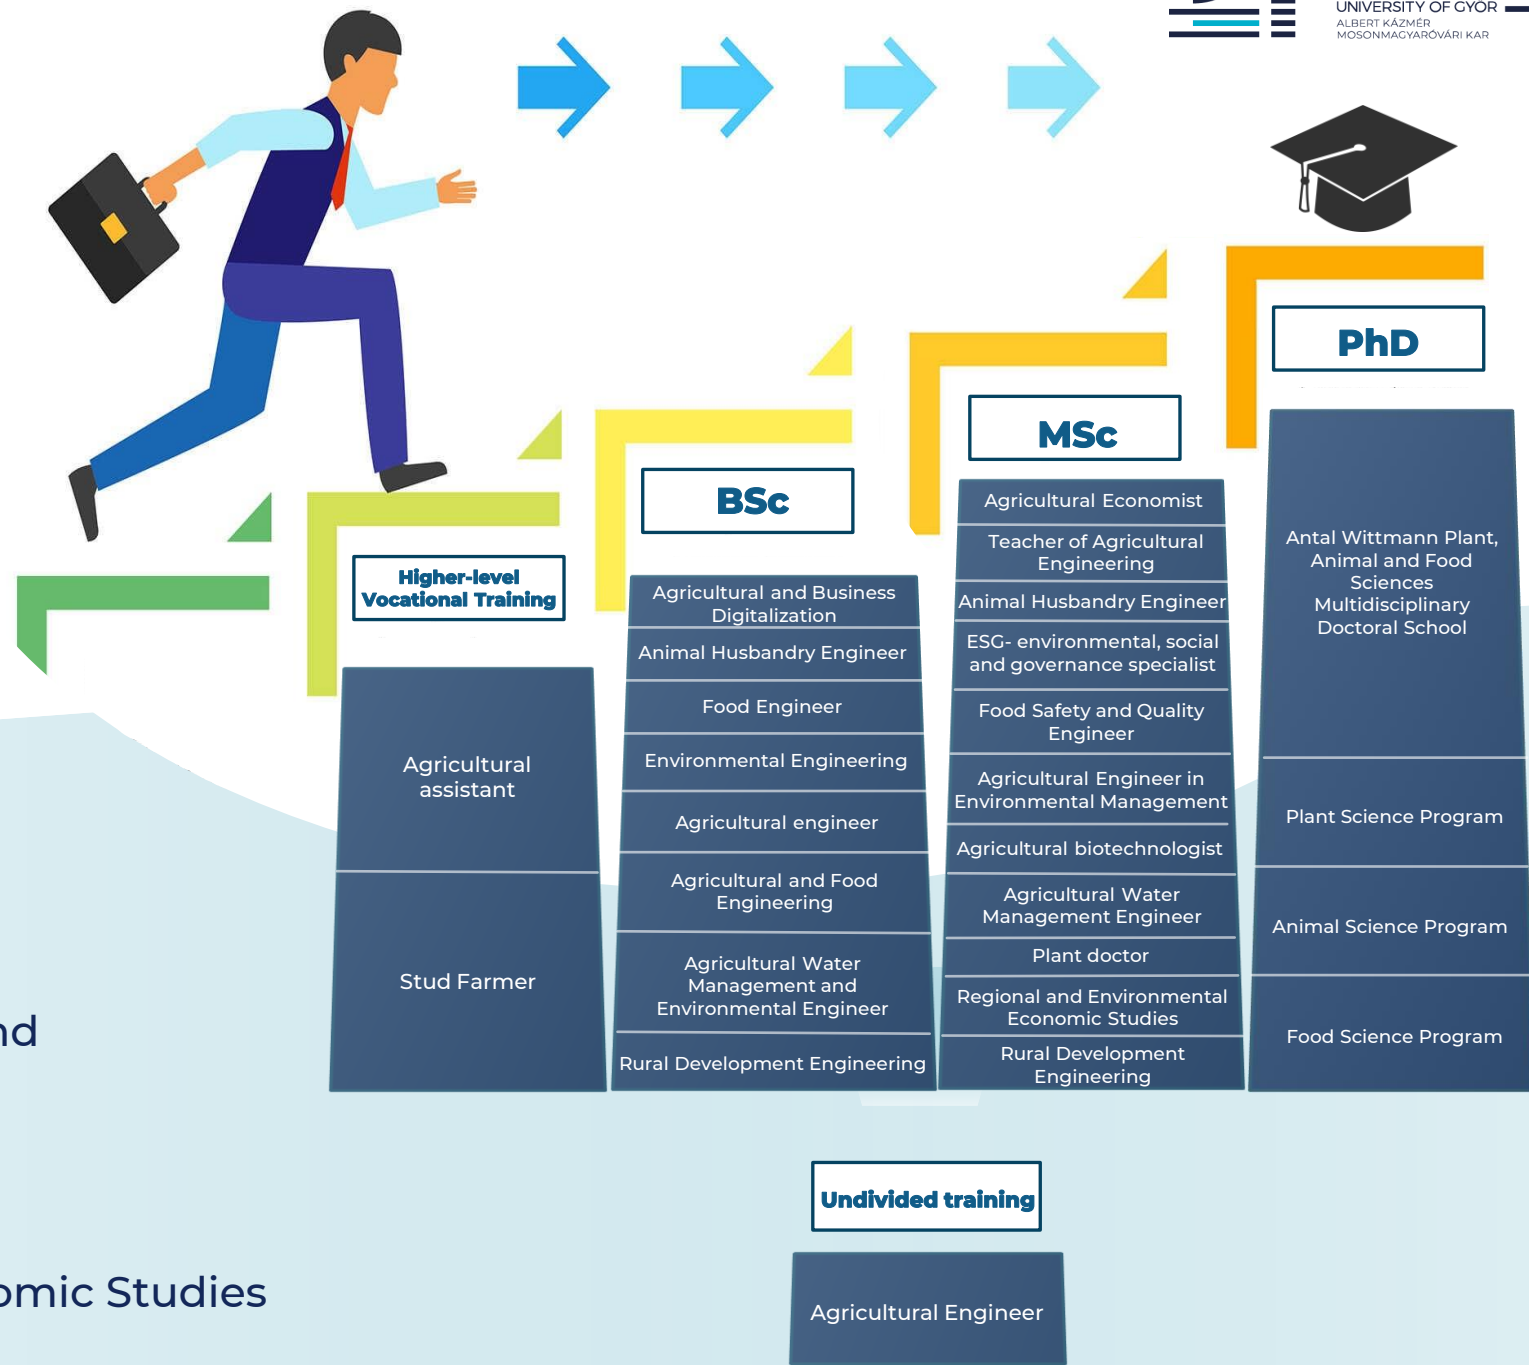 UNIVERSITY OF GYŐR
ALBERT KÁZMÉR
MOSONMAGYARÓVÁRI KAR
PhD
MSc
BSc
Higher-level
Vocational Training
Agricultural
assistant
Stud Farmer
Agricultural and Business
Digitalization
Animal Husbandry Engineer
Food Engineer
Environmental Engineering
Agricultural engineer
Agricultural and Food
Engineering
Agricultural Water
Management and
Environmental Engineer
Rural Development Engineering
Agricultural Economist
Teacher of Agricultural
Engineering
Animal Husbandry Engineer
ESG- environmental, social
and governance specialist
Food Safety and Quality
Engineer
Agricultural Engineer in
Environmental Management
Agricultural biotechnologist
Agricultural Water
Management Engineer
Plant doctor
Regional and Environmental
Economic Studies
Rural Development
Engineering
Antal Wittmann Plant,
Animal and Food
Sciences
Multidisciplinary
Doctoral School
Plant Science Program
Animal Science Program
Food Science Program
nd
omic Studies
Undivided training
Agricultural Engineer